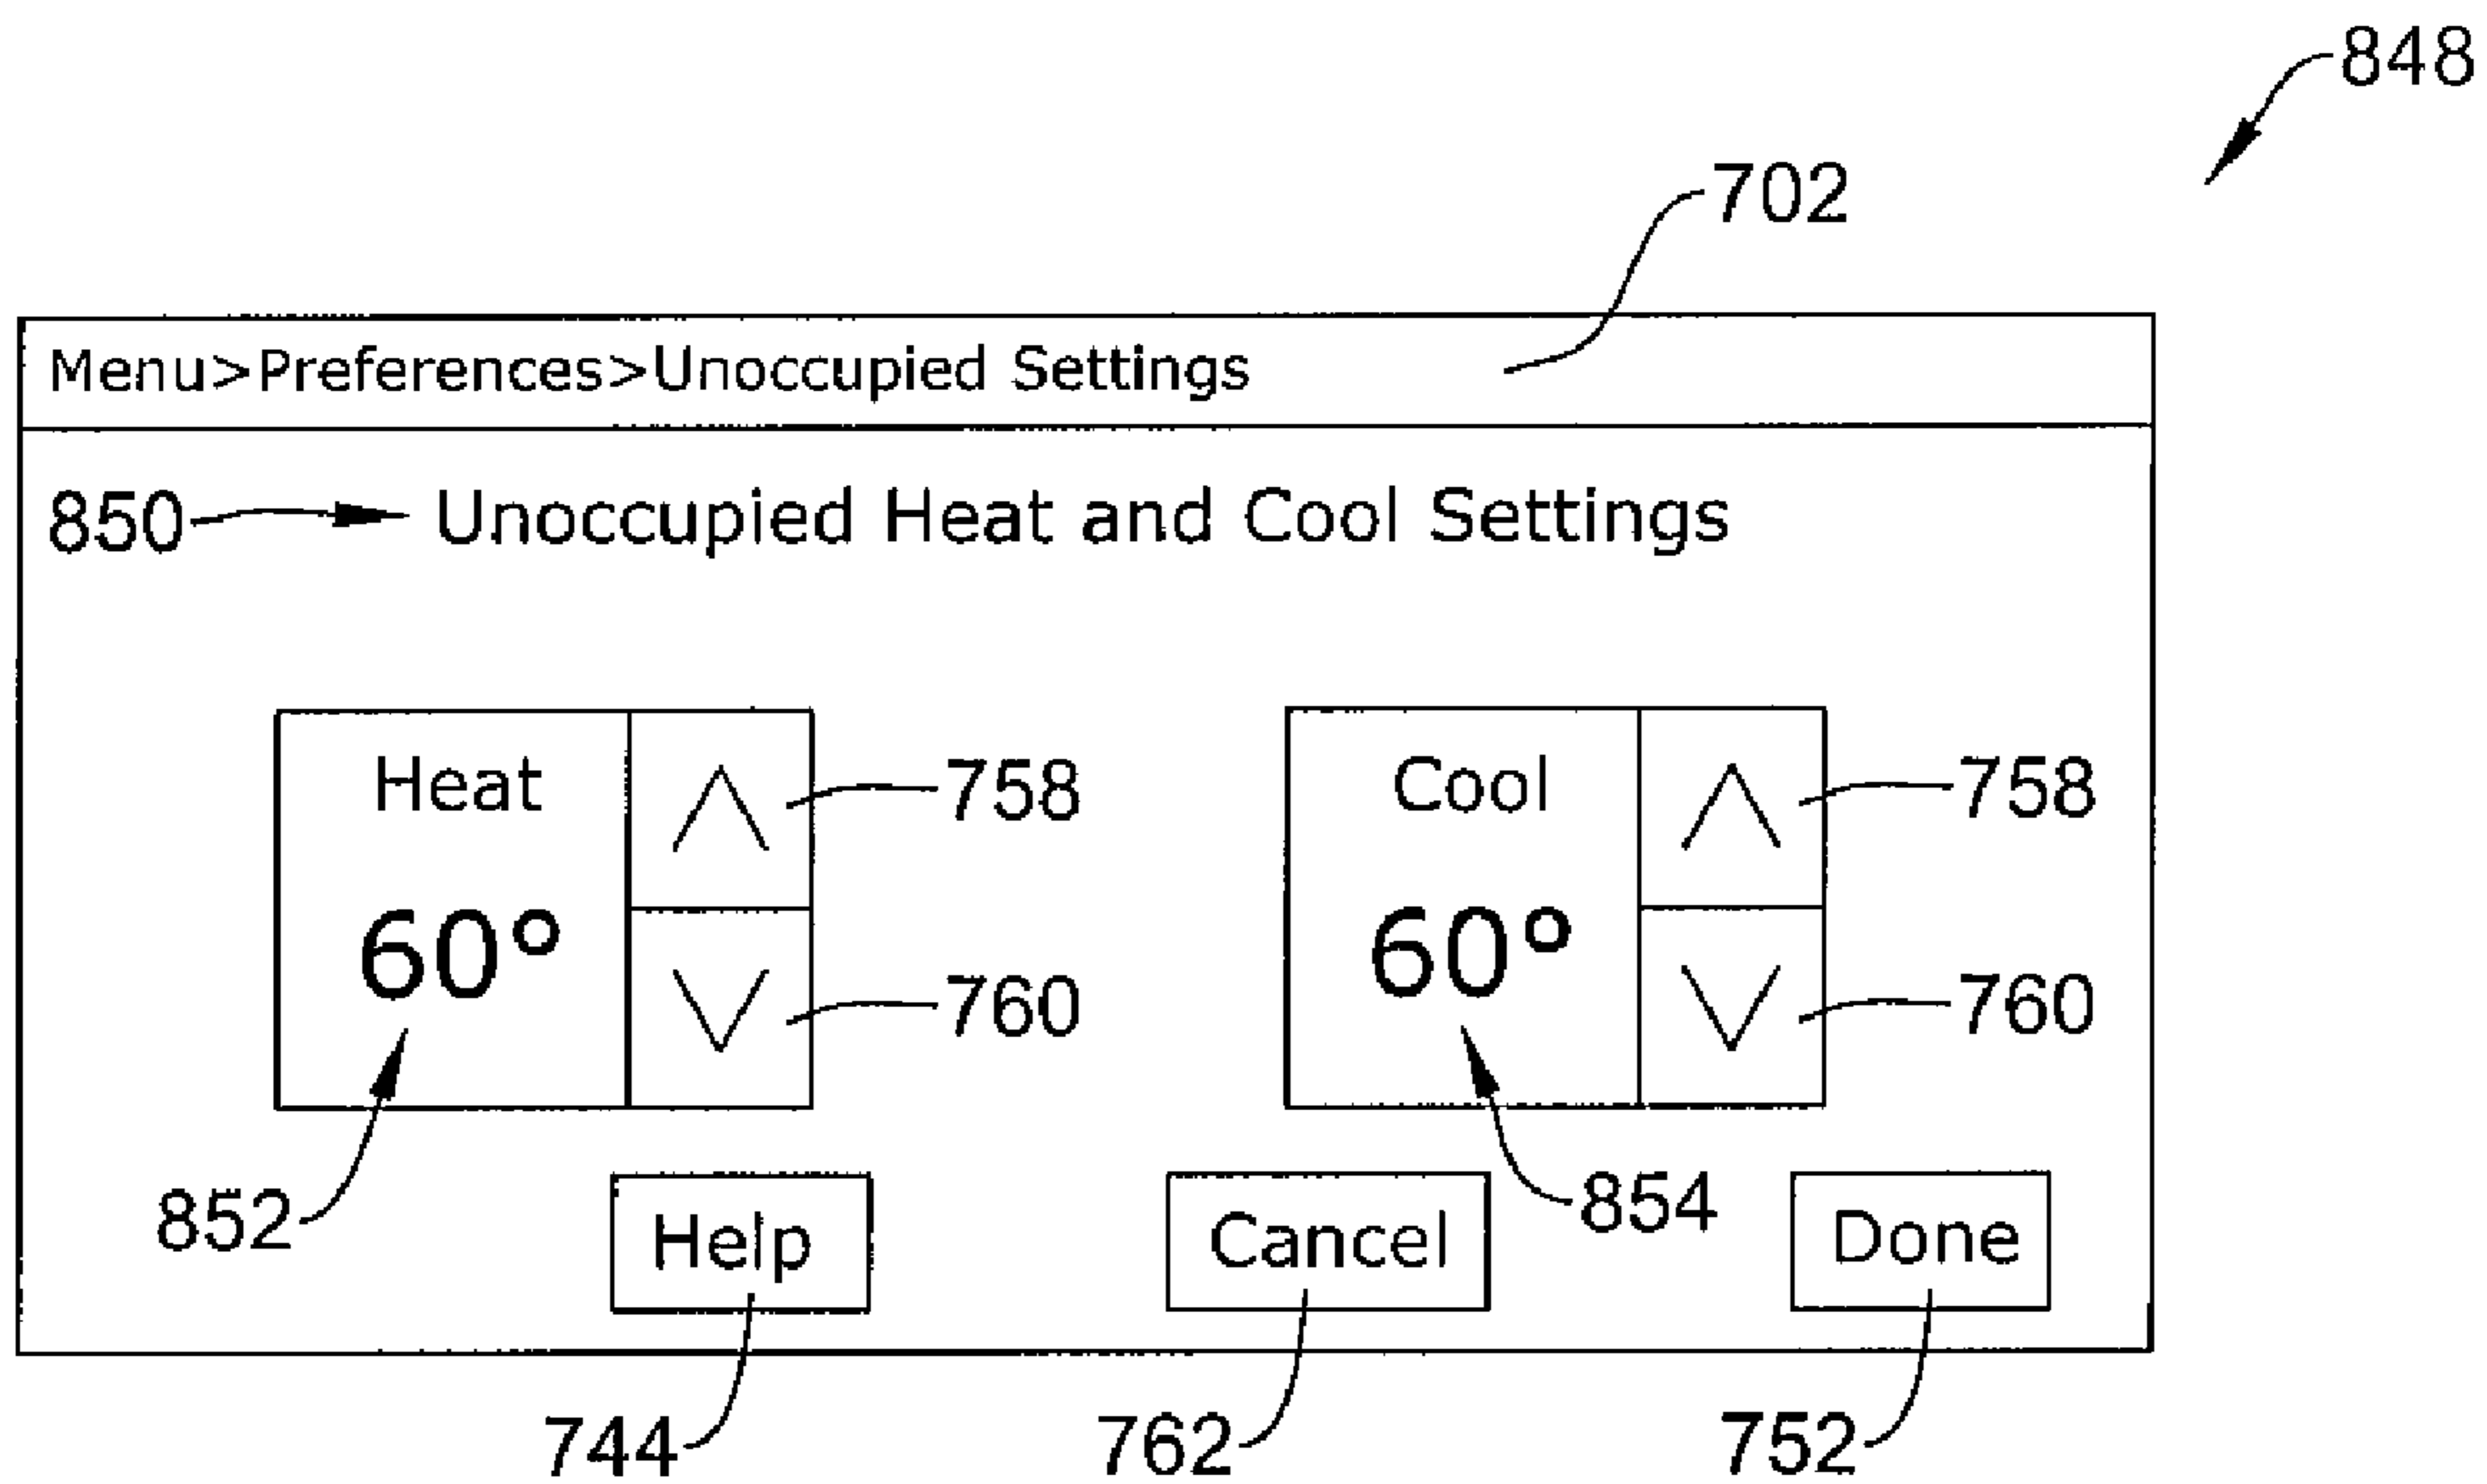 848
702
Menu>Preferences>Unoccupied Settings
850 Unoccupied Heat and Cool Settings
Heat
758
Cool
758
60°
760
60°
760
852
854
Help
Cancel
Done
744
762
752